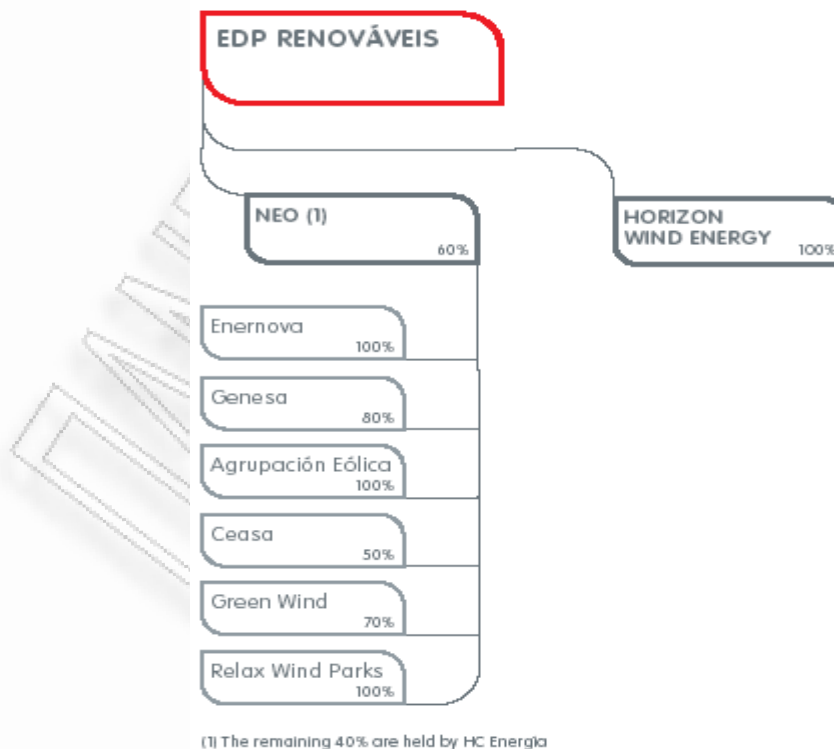 EDP RENOVÁVEIS
NEO (1)
60%
HORIZON
WIND ENERGY 100%
Enernova
100%
Genesa
80%
Agrupación Eólica
100%
Ceasa
50%
Green Wind
70%
Relax Wind Parks
100%
(1) The remaining 40% are held by HC Energía